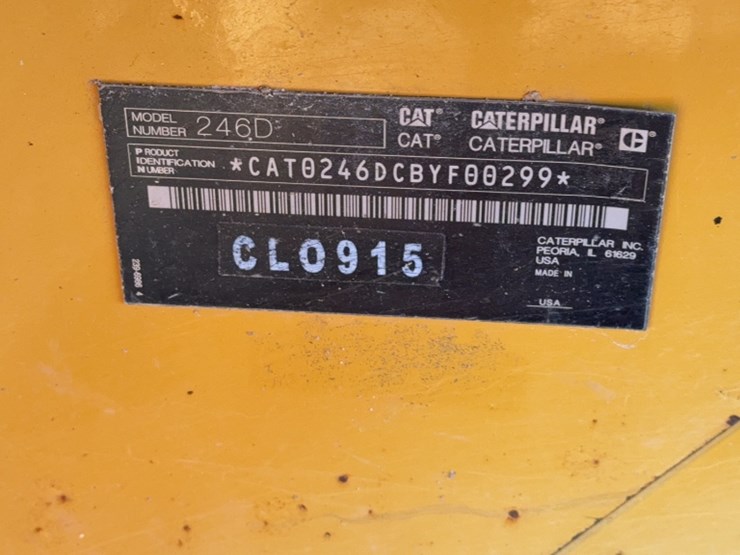 MODEL NUMBER 246D
CAT® CATERPILLAR®
CAT® CATERPILLAR®
PRODUCT IDENTIFICATION NUMBER *CAT0246DCBYF00299*
CL0915
CATERPILLAR INC.
PEORIA, IL 61629
USA
MADE IN
USA